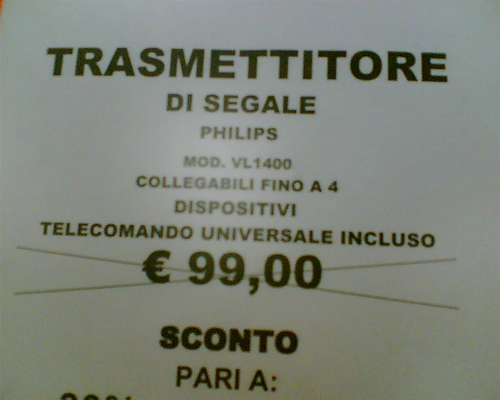 TRASMETTITORE
DI SEGALE
PHILIPS
MOD. VL1400
COLLEGABILI FINO A 4
DISPOSITIVI
TELECOMANDO UNIVERSALE INCLUSO
€ 99,00
SCONTO
PARI A: